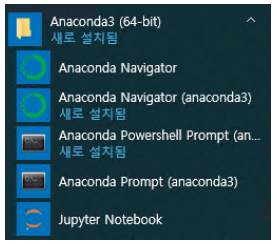 Anaconda3 (64-bit)
새로 설치됨
Anaconda Navigator
Anaconda Navigator (anaconda3)
새로 설치됨
Anaconda Powershell Prompt (an...
새로 설치됨
Anaconda Prompt (anaconda3)
Jupyter Notebook